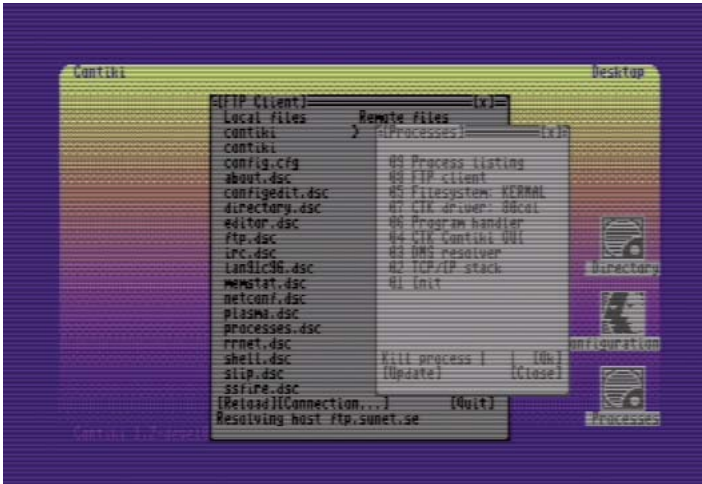 Contiki
Desktop
[FTP Client]
[x]
Local files
Remote files
contiki
contiki
config.cfg
about.dsc
configedit.dsc
directory.dsc
editor.dsc
ftp.dsc
irc.dsc
lan91c96.dsc
memstat.dsc
netconf.dsc
plasma.dsc
processes.dsc
rrnet.dsc
shell.dsc
slip.dsc
ssfire.dsc
[Reload][Connection...]
[Quit]
Resolving host ftp.sunet.se
[Processes]
[x]
09 Process listing
08 FTP client
05 Filesystem: KERNAL
07 CTK driver: 80col
06 Program handler
04 CTK Contiki GUI
03 DNS resolver
02 TCP/IP stack
01 Init
Kill process [
[Ok]
[Update]
[Close]
Directory
onfiguration
Processes